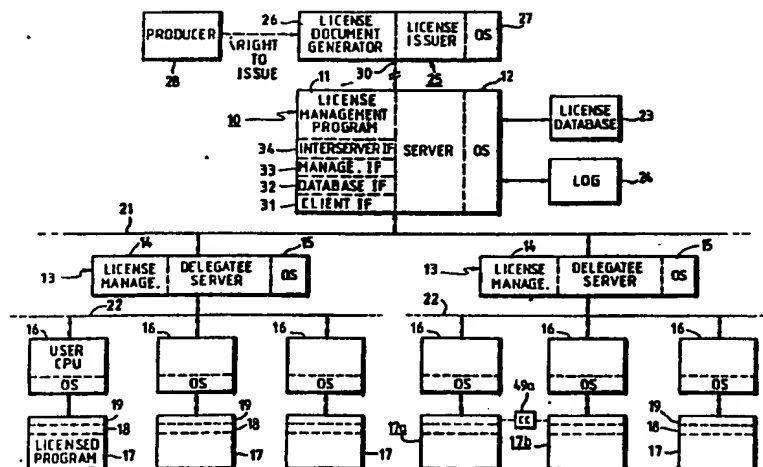 PRODUCER
28
RIGHT
TO
ISSUE
26
LICENSE
DOCUMENT
GENERATOR
LICENSE
ISSUER
OS
27
30
25
11
12
10
LICENSE
MANAGEMENT
PROGRAM
34
INTERSERVER IF
33
MANAGE. IF
32
DATABASE IF
31
CLIENT IF
SERVER
OS
LICENSE
DATABASE
23
LOG
24
21
14
15
13
LICENSE
MANAGE.
DELEGATEE
SERVER
OS
14
15
13
LICENSE
MANAGE.
DELEGATEE
SERVER
OS
22
22
16
16
16
16
16
16
USER
CPU
OS
OS
OS
OS
OS
OS
19
18
LICENSED
PROGRAM
17
19
18
17
17
17a
49a
CC
17b
19
18
17